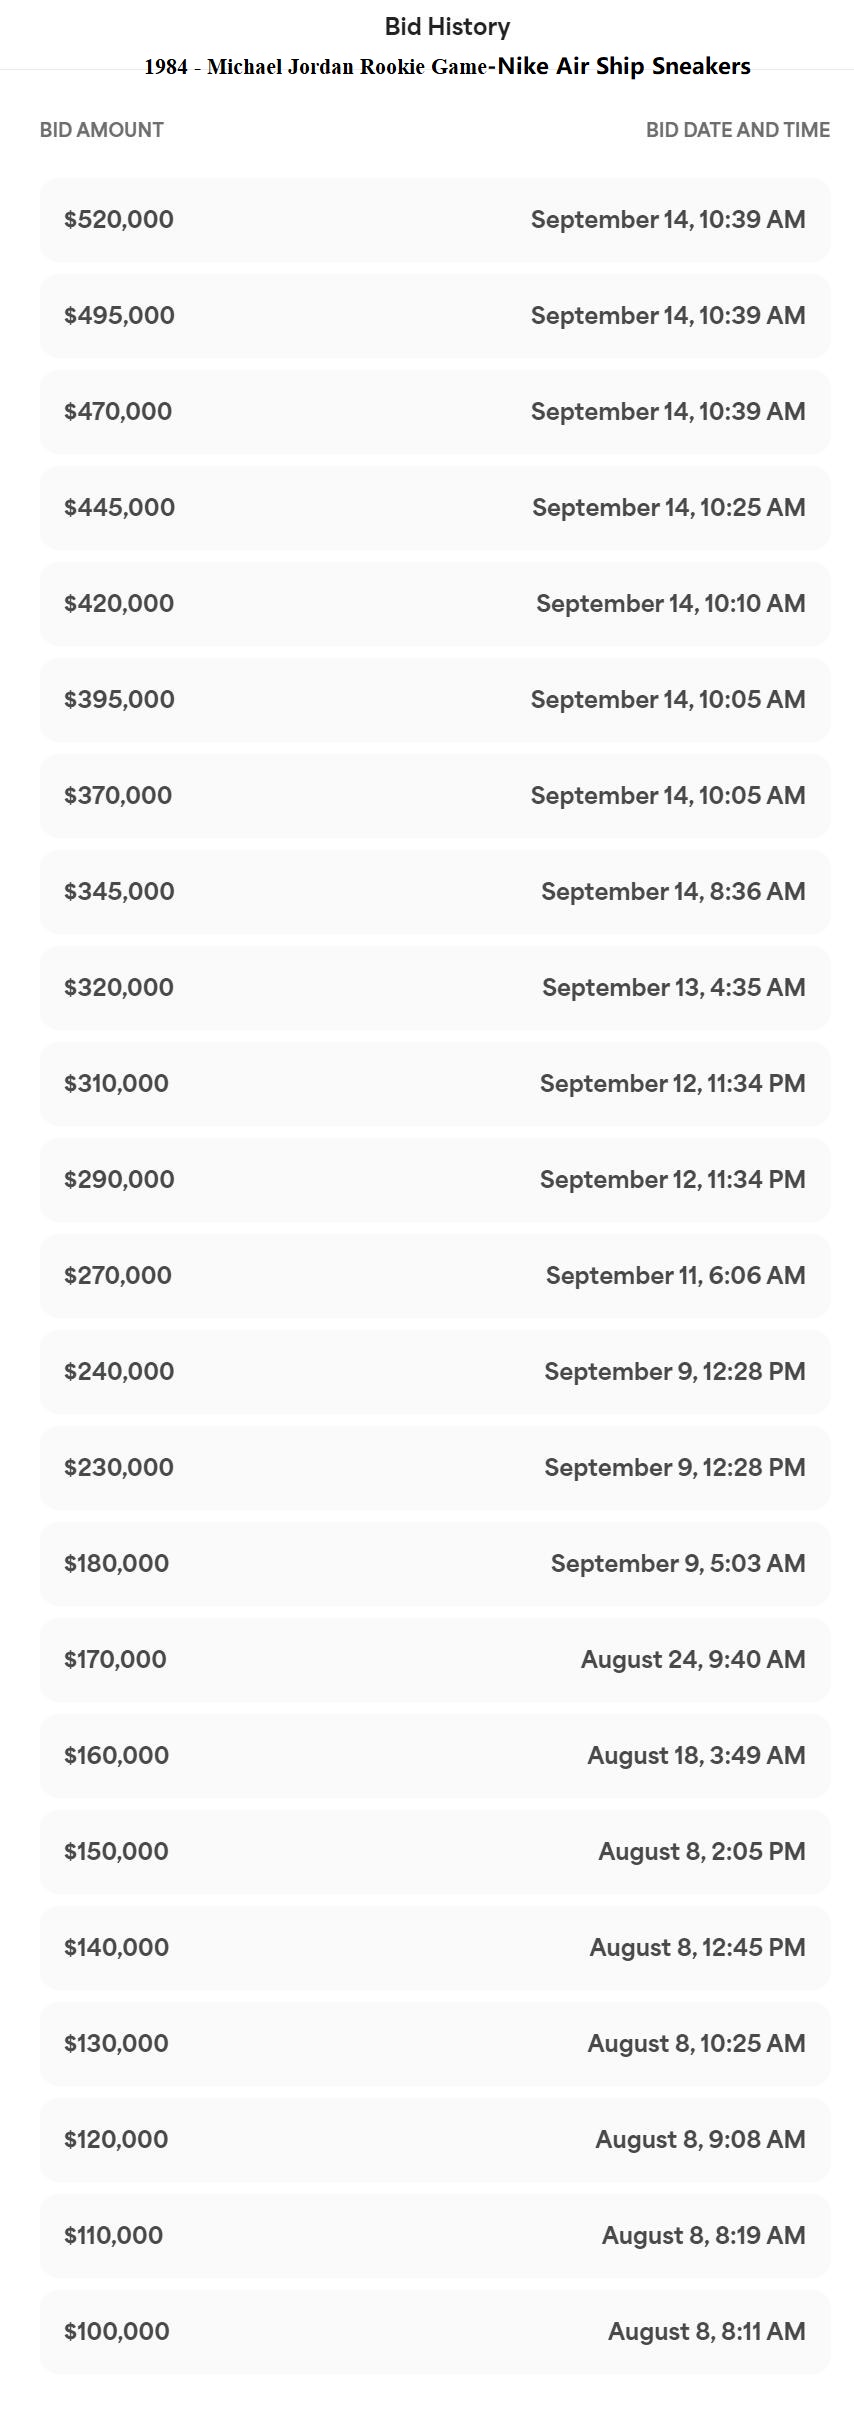 Bid History
1984 - Michael Jordan Rookie Game-Nike Air Ship Sneakers
BID AMOUNT BID DATE AND TIME
$520,000 September 14, 10:39 AM
$495,000 September 14, 10:39 AM
$470,000 September 14, 10:39 AM
$445,000 September 14, 10:25 AM
$420,000 September 14, 10:10 AM
$395,000 September 14, 10:05 AM
$370,000 September 14, 10:05 AM
$345,000 September 14, 8:36 AM
$320,000 September 13, 4:35 AM
$310,000 September 12, 11:34 PM
$290,000 September 12, 11:34 PM
$270,000 September 11, 6:06 AM
$240,000 September 9, 12:28 PM
$230,000 September 9, 12:28 PM
$180,000 September 9, 5:03 AM
$170,000 August 24, 9:40 AM
$160,000 August 18, 3:49 AM
$150,000 August 8, 2:05 PM
$140,000 August 8, 12:45 PM
$130,000 August 8, 10:25 AM
$120,000 August 8, 9:08 AM
$110,000 August 8, 8:19 AM
$100,000 August 8, 8:11 AM